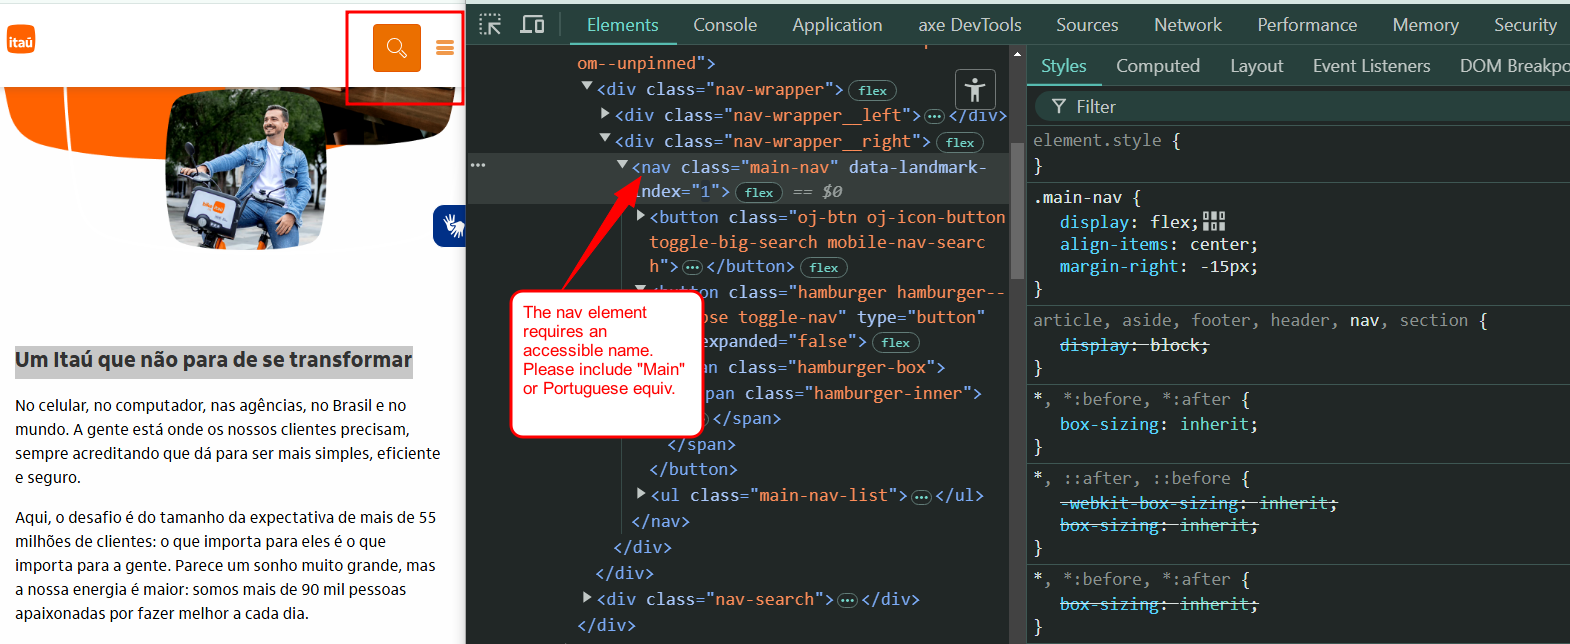 itaú
Um Itaú que não para de se transformar
No celular, no computador, nas agências, no Brasil e no
mundo. A gente está onde os nossos clientes precisam,
sempre acreditando que dá para ser mais simples, eficiente
e seguro.
Aqui, o desafio é do tamanho da expectativa de mais de 55
milhões de clientes: o que importa para eles é o que
importa para a gente. Parece um sonho muito grande, mas
a nossa energia é maior: somos mais de 90 mil pessoas
apaixonadas por fazer melhor a cada dia.
Elements Console Application axe DevTools Sources Network Performance Memory Security
om--unpinned">
<div class="nav-wrapper"> flex
<div class="nav-wrapper__left"> ⋯ </div>
<div class="nav-wrapper__right"> flex
⋯ <nav class="main-nav" data-landmark-
index="1"> flex == $0
<button class="oj-btn oj-icon-button
toggle-big-search mobile-nav-searc
h"> ⋯ </button> flex
<button class="hamburger hamburger--
pse toggle-nav" type="button"
expanded="false"> flex
an class="hamburger-box">
pan class="hamburger-inner">
</span>
</span>
</button>
<ul class="main-nav-list"> ⋯ </ul>
</nav>
</div>
</div>
<div class="nav-search"> ⋯ </div>
</div>
The nav element
requires an
accessible name.
Please include "Main"
or Portuguese equiv.
Styles Computed Layout Event Listeners DOM Breakpo
Filter
element.style {
}
.main-nav {
display: flex;
align-items: center;
margin-right: -15px;
}
article, aside, footer, header, nav, section {
display: block;
}
*, *:before, *:after {
box-sizing: inherit;
}
*, ::after, ::before {
-webkit-box-sizing: inherit;
box-sizing: inherit;
}
*, *:before, *:after {
box-sizing: inherit;
}